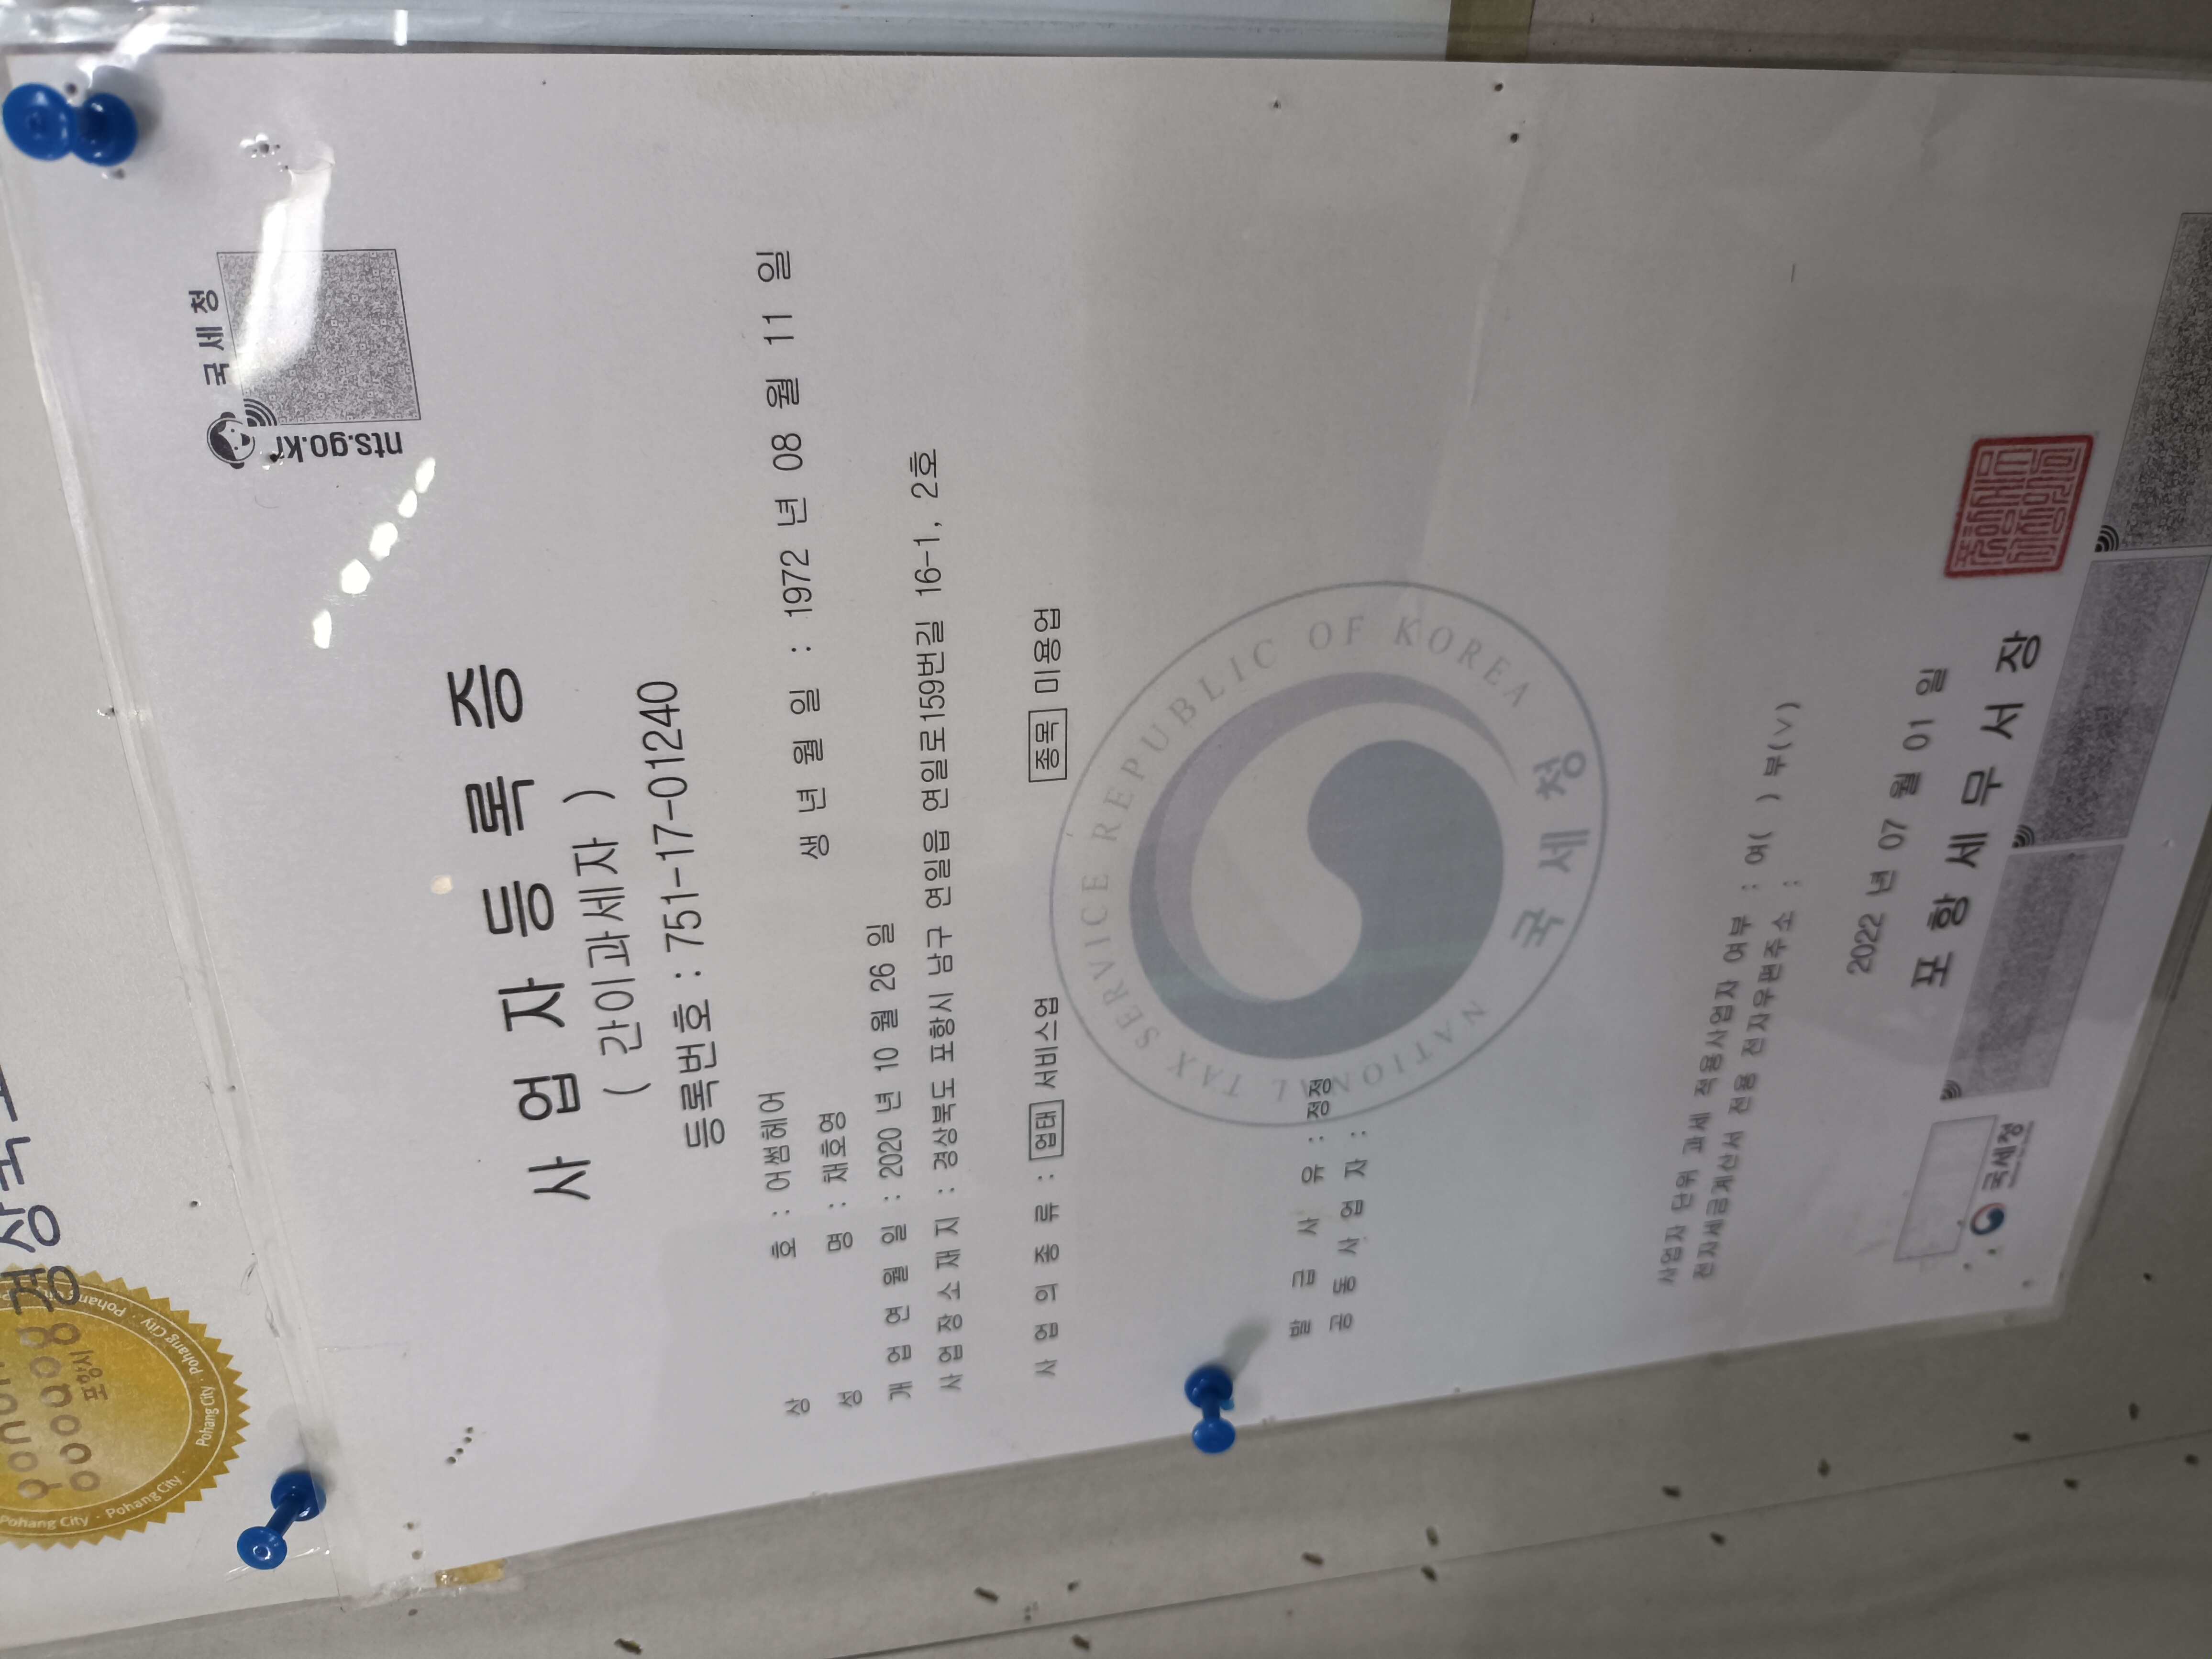 국세청
nts.go.kr
사업자등록증
( 간이과세자 )
등록번호 : 751-17-01240
상 호 : 어썸헤어
성 명 : 채호영 생 년 월 일 : 1972 년 08 월 11 일
개 업 연 월 일 : 2020 년 10 월 26 일
사 업 장 소 재 지 : 경상북도 포항시 남구 연일읍 연일로159번길 16-1, 2호
사 업 의 종 류 : 업태 서비스업 종목 미용업
NATIONAL TAX SERVICE REPUBLIC OF KOREA
국세청
발 급 사 유 : 정정
공 동 사 업 자 :
사업자 단위 과세 적용사업자 여부 : 여( ) 부(∨)
전자세금계산서 전용 전자우편주소 :
2022 년 07 월 01 일
포 항 세 무 서 장
국세청
포항시
Pohang City · Pohang City · Pohang City · Pohang City